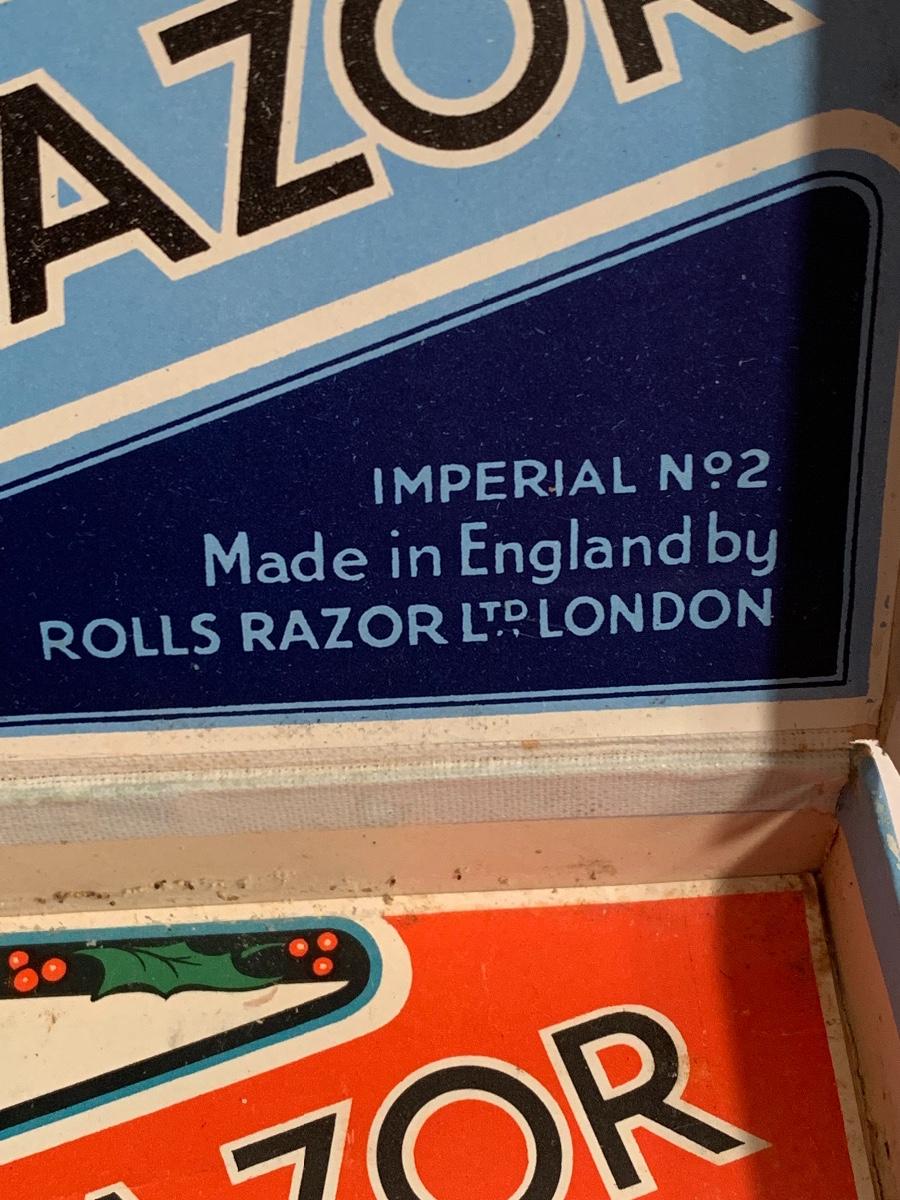 AZOR
IMPERIAL Nº2
Made in England by
ROLLS RAZOR LTD. LONDON
AZOR